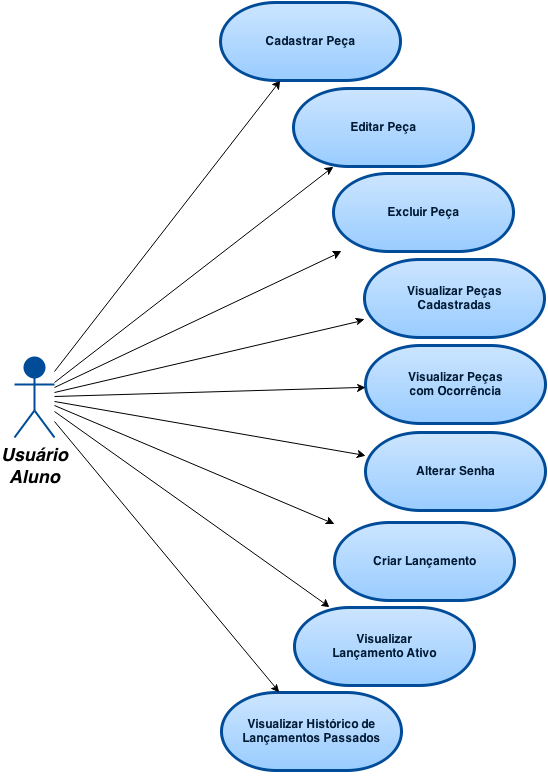 Cadastrar Peça
Editar Peça
Excluir Peça
Visualizar Peças
Cadastradas
Visualizar Peças
com Ocorrência
Usuário
Aluno
Alterar Senha
Criar Lançamento
Visualizar
Lançamento Ativo
Visualizar Histórico de
Lançamentos Passados